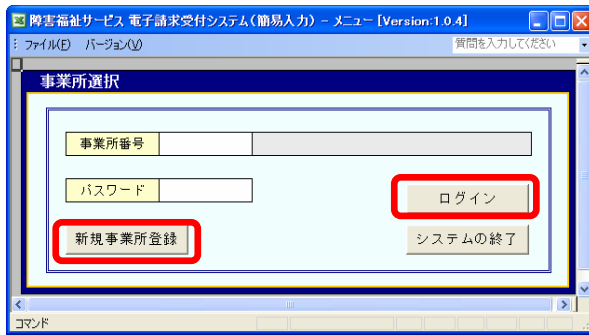 障害福祉サービス 電子請求受付システム(簡易入力) - メニュー [Version:1.0.4]
ファイル(F) バージョン(V) 質問を入力してください
事業所選択
事業所番号
パスワード
ログイン
新規事業所登録 システムの終了
コマンド